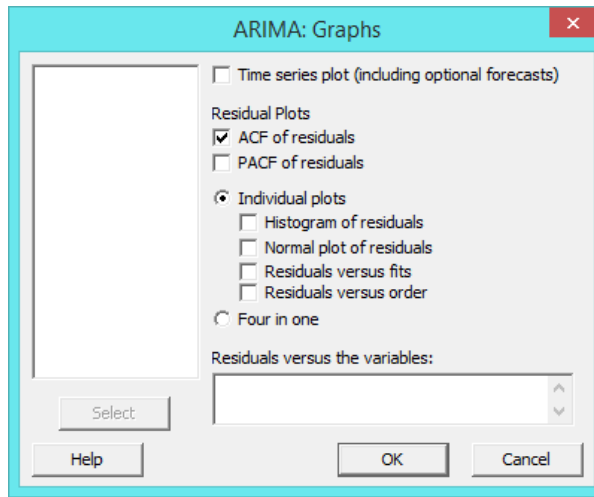 ARIMA: Graphs
Time series plot (including optional forecasts)
Residual Plots
ACF of residuals
PACF of residuals
Individual plots
Histogram of residuals
Normal plot of residuals
Residuals versus fits
Residuals versus order
Four in one
Residuals versus the variables:
Select
Help
OK
Cancel